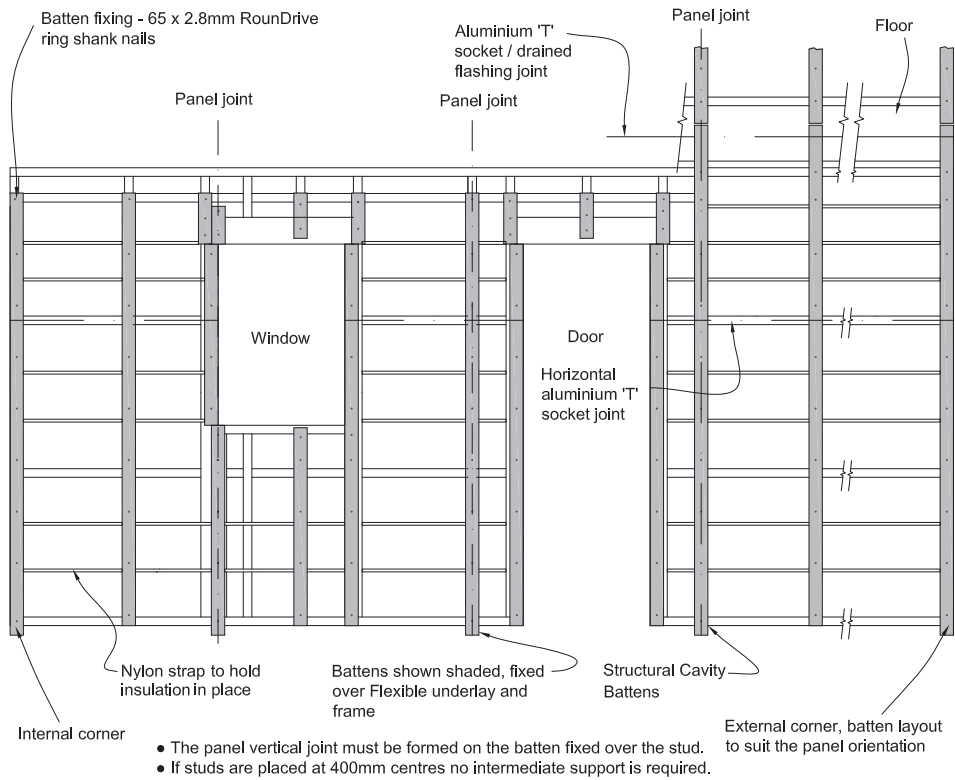 Batten fixing - 65 x 2.8mm RounDrive
ring shank nails
Panel joint
Aluminium 'T'
socket / drained
flashing joint
Floor
Panel joint
Panel joint
Window
Door
Horizontal
aluminium 'T'
socket joint
Nylon strap to hold
insulation in place
Battens shown shaded, fixed
over Flexible underlay and
frame
Structural Cavity
Battens
Internal corner
External corner, batten layout
to suit the panel orientation
● The panel vertical joint must be formed on the batten fixed over the stud.
● If studs are placed at 400mm centres no intermediate support is required.